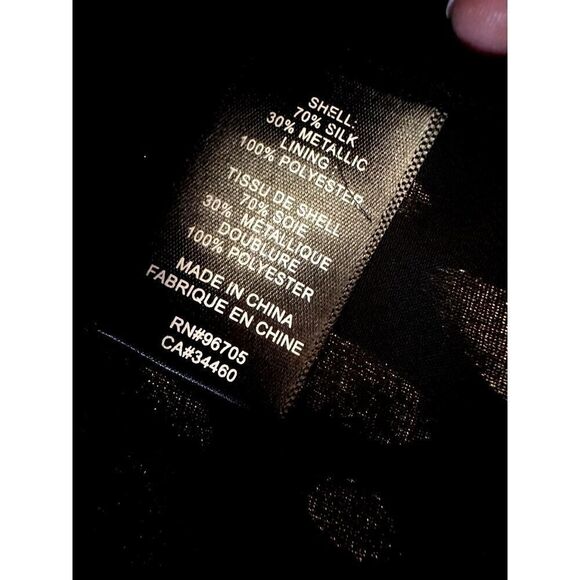 SHELL:
70% SILK
30% METALLIC
LINING
100% POLYESTER
TISSU DE SHELL
70% SOIE
30% METALLIQUE
DOUBLURE
100% POLYESTER
MADE IN CHINA
FABRIQUE EN CHINE
RN#96705
CA#34460